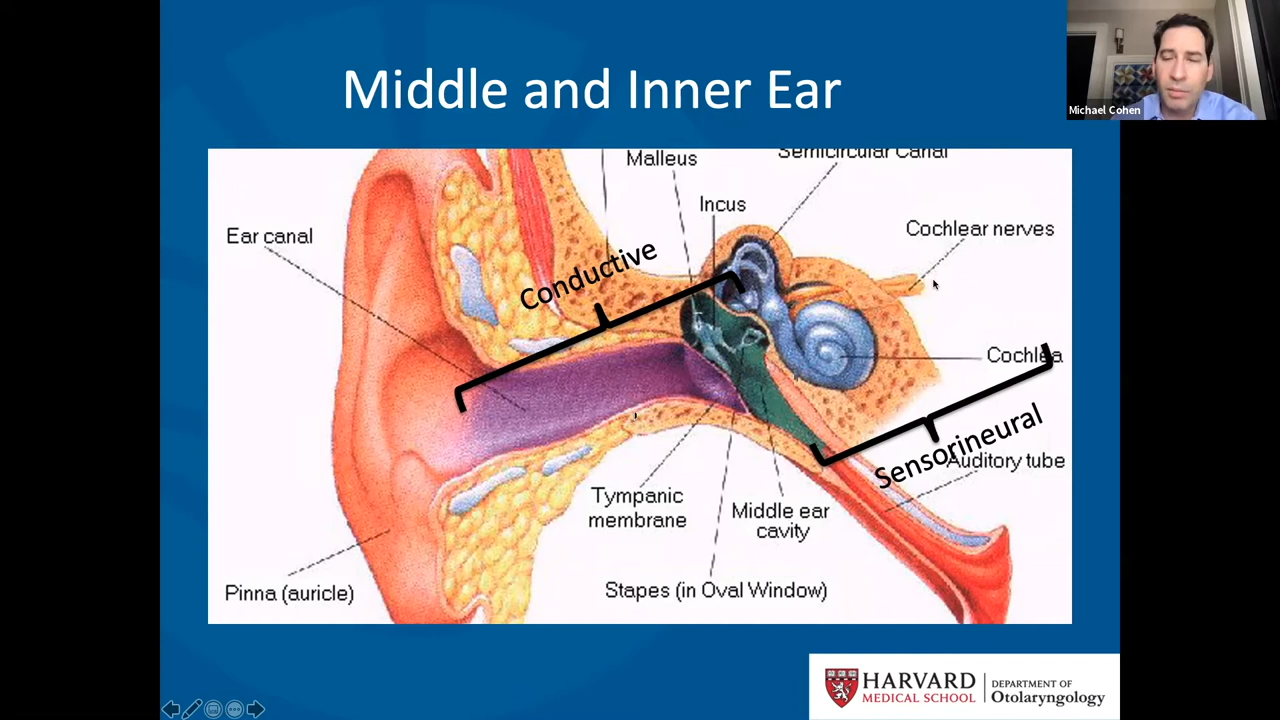 Middle and Inner Ear
Michael Cohen
Malleus
Semicircular Canal
Incus
Ear canal
Cochlear nerves
Conductive
Cochlea
Sensorineural
Auditory tube
Tympanic
membrane
Middle ear
cavity
Stapes (in Oval Window)
Pinna (auricle)
HARVARD
MEDICAL SCHOOL
DEPARTMENT OF
Otolaryngology